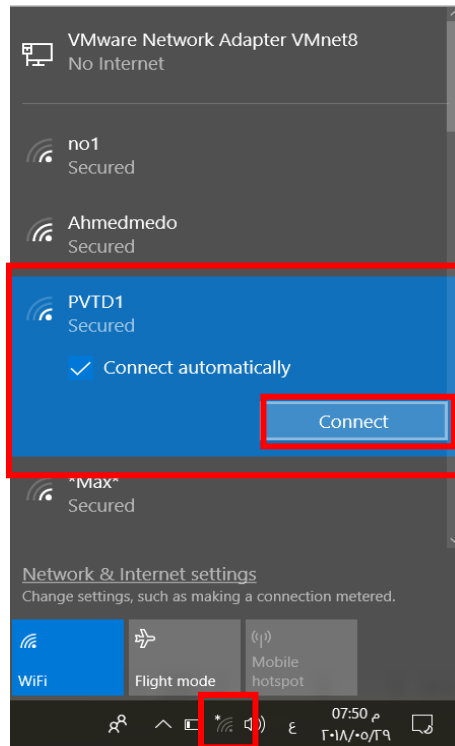 VMware Network Adapter VMnet8
No Internet
no1
Secured
Ahmedmedo
Secured
PVTD1
Secured
Connect automatically
Connect
*Max*
Secured
Network & Internet settings
Change settings, such as making a connection metered.
WiFi
Flight mode
Mobile
hotspot
ع
07:50 م
٢٠١٨/٠٥/٢٩